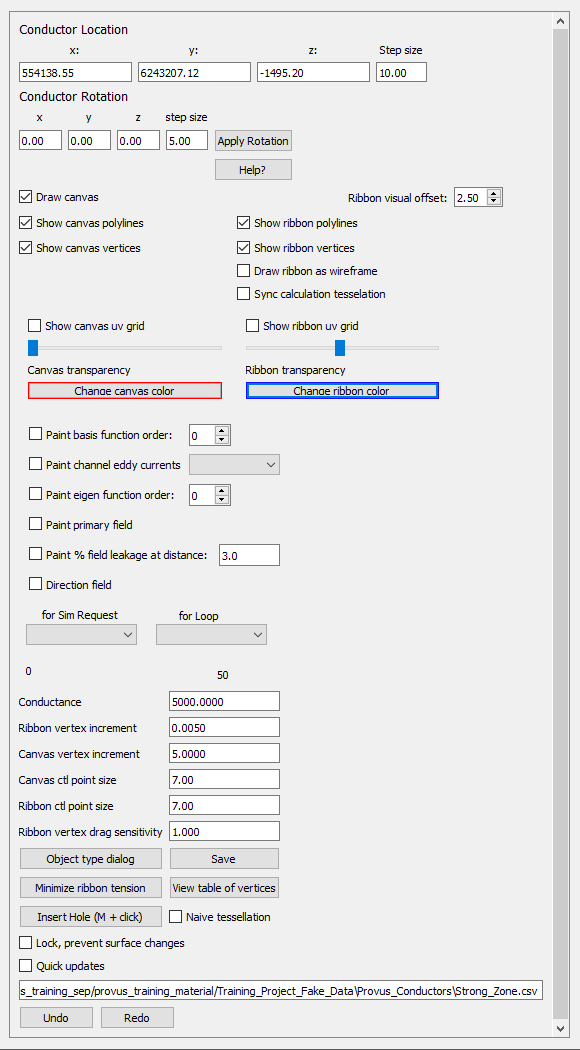 Conductor Location
x: y: z: Step size
554138.55 6243207.12 -1495.20 10.00
Conductor Rotation
x y z step size
0.00 0.00 0.00 5.00 Apply Rotation
Help?
Draw canvas Ribbon visual offset: 2.50
Show canvas polylines Show ribbon polylines
Show canvas vertices Show ribbon vertices
Draw ribbon as wireframe
Sync calculation tesselation
Show canvas uv grid Show ribbon uv grid
Canvas transparency Ribbon transparency
Change canvas color Change ribbon color
Paint basis function order: 0
Paint channel eddy currents
Paint eigen function order: 0
Paint primary field
Paint % field leakage at distance: 3.0
Direction field
for Sim Request for Loop
0 50
Conductance 5000.0000
Ribbon vertex increment 0.0050
Canvas vertex increment 5.0000
Canvas ctl point size 7.00
Ribbon ctl point size 7.00
Ribbon vertex drag sensitivity 1.000
Object type dialog Save
Minimize ribbon tension View table of vertices
Insert Hole (M + click) Naive tessellation
Lock, prevent surface changes
Quick updates
s_training_sep/provus_training_material/Training_Project_Fake_Data\Provus_Conductors\Strong_Zone.csv
Undo Redo